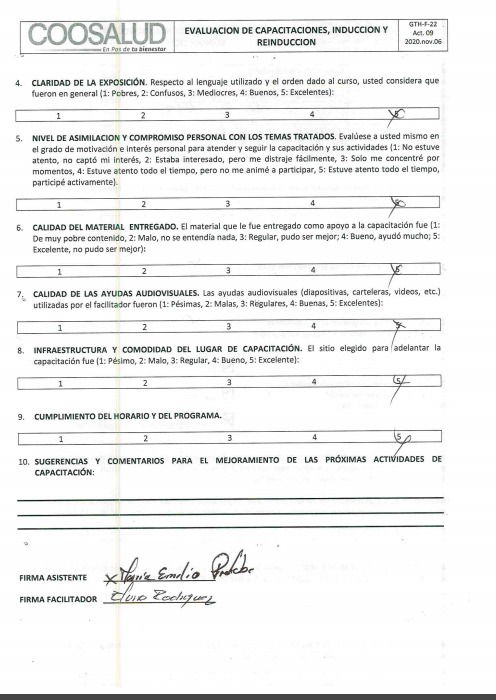 COOSALUD
En Pos de tu bienestar
EVALUACION DE CAPACITACIONES, INDUCCION Y
REINDUCCION
GTH-F-22
Act. 09
2020.nov.06
4. CLARIDAD DE LA EXPOSICIÓN. Respecto al lenguaje utilizado y el orden dado al curso, usted considera que
fueron en general (1: Pobres, 2: Confusos, 3: Mediocres, 4: Buenos, 5: Excelentes):
1 2 3 4 5
5. NIVEL DE ASIMILACIÓN Y COMPROMISO PERSONAL CON LOS TEMAS TRATADOS. Evalúese a usted mismo en
el grado de motivación e interés personal para atender y seguir la capacitación y sus actividades (1: No estuve
atento, no captó mi interés, 2: Estaba interesado, pero me distraje fácilmente, 3: Solo me concentré por
momentos, 4: Estuve atento todo el tiempo, pero no me animé a participar, 5: Estuve atento todo el tiempo,
participé activamente).
1 2 3 4 5
6. CALIDAD DEL MATERIAL ENTREGADO. El material que le fue entregado como apoyo a la capacitación fue (1:
De muy pobre contenido, 2: Malo, no se entendía nada, 3: Regular, pudo ser mejor; 4: Bueno, ayudó mucho; 5:
Excelente, no pudo ser mejor):
1 2 3 4 5
7. CALIDAD DE LAS AYUDAS AUDIOVISUALES. Las ayudas audiovisuales (diapositivas, carteleras, videos, etc.)
utilizadas por el facilitador fueron (1: Pésimas, 2: Malas, 3: Regulares, 4: Buenas, 5: Excelentes):
1 2 3 4 5
8. INFRAESTRUCTURA Y COMODIDAD DEL LUGAR DE CAPACITACIÓN. El sitio elegido para adelantar la
capacitación fue (1: Pésimo, 2: Malo, 3: Regular, 4: Bueno, 5: Excelente):
1 2 3 4 5
9. CUMPLIMIENTO DEL HORARIO Y DEL PROGRAMA.
1 2 3 4 5
10. SUGERENCIAS Y COMENTARIOS PARA EL MEJORAMIENTO DE LAS PRÓXIMAS ACTIVIDADES DE
CAPACITACIÓN:
FIRMA ASISTENTE X Maria Emilio
FIRMA FACILITADOR Rodriguez